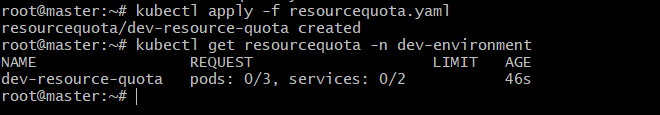 root@master:~# kubectl apply -f resourcequota.yaml
resourcequota/dev-resource-quota created
root@master:~# kubectl get resourcequota -n dev-environment
NAME                 REQUEST                    LIMIT   AGE
dev-resource-quota   pods: 0/3, services: 0/2           46s
root@master:~#